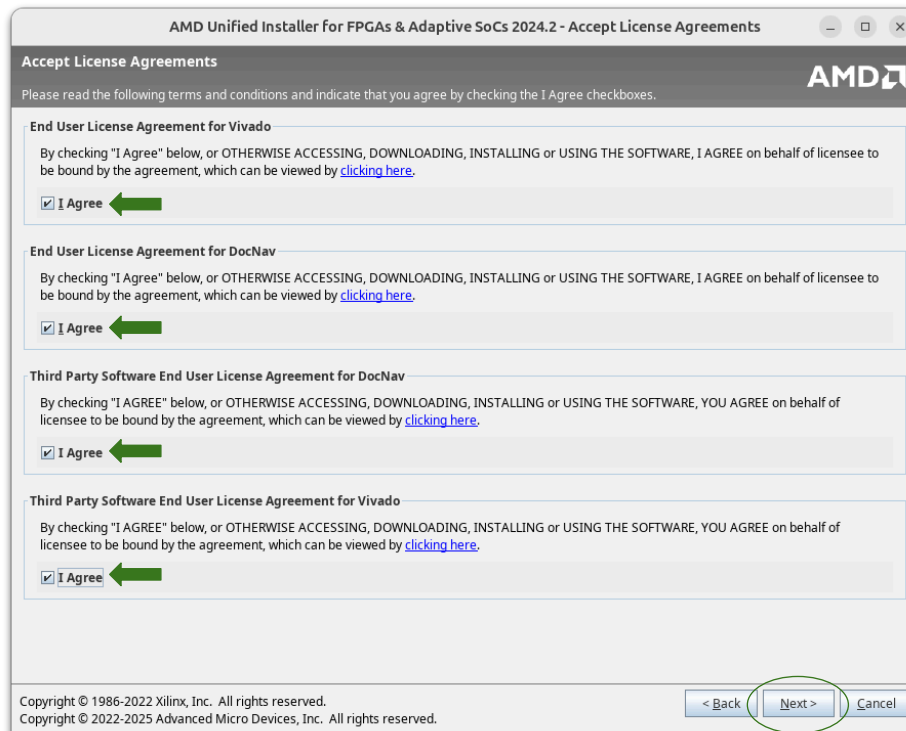 AMD Unified Installer for FPGAs & Adaptive SoCs 2024.2 - Accept License Agreements
Accept License Agreements
AMD
Please read the following terms and conditions and indicate that you agree by checking the I Agree checkboxes.
End User License Agreement for Vivado
By checking "I Agree" below, or OTHERWISE ACCESSING, DOWNLOADING, INSTALLING or USING THE SOFTWARE, I AGREE on behalf of licensee to
be bound by the agreement, which can be viewed by clicking here.
I Agree
End User License Agreement for DocNav
By checking "I Agree" below, or OTHERWISE ACCESSING, DOWNLOADING, INSTALLING or USING THE SOFTWARE, I AGREE on behalf of licensee to
be bound by the agreement, which can be viewed by clicking here.
I Agree
Third Party Software End User License Agreement for DocNav
By checking "I AGREE" below, or OTHERWISE ACCESSING, DOWNLOADING, INSTALLING or USING THE SOFTWARE, YOU AGREE on behalf of
licensee to be bound by the agreement, which can be viewed by clicking here.
I Agree
Third Party Software End User License Agreement for Vivado
By checking "I AGREE" below, or OTHERWISE ACCESSING, DOWNLOADING, INSTALLING or USING THE SOFTWARE, YOU AGREE on behalf of
licensee to be bound by the agreement, which can be viewed by clicking here.
I Agree
Copyright © 1986-2022 Xilinx, Inc. All rights reserved.
Copyright © 2022-2025 Advanced Micro Devices, Inc. All rights reserved.
< Back
Next >
Cancel